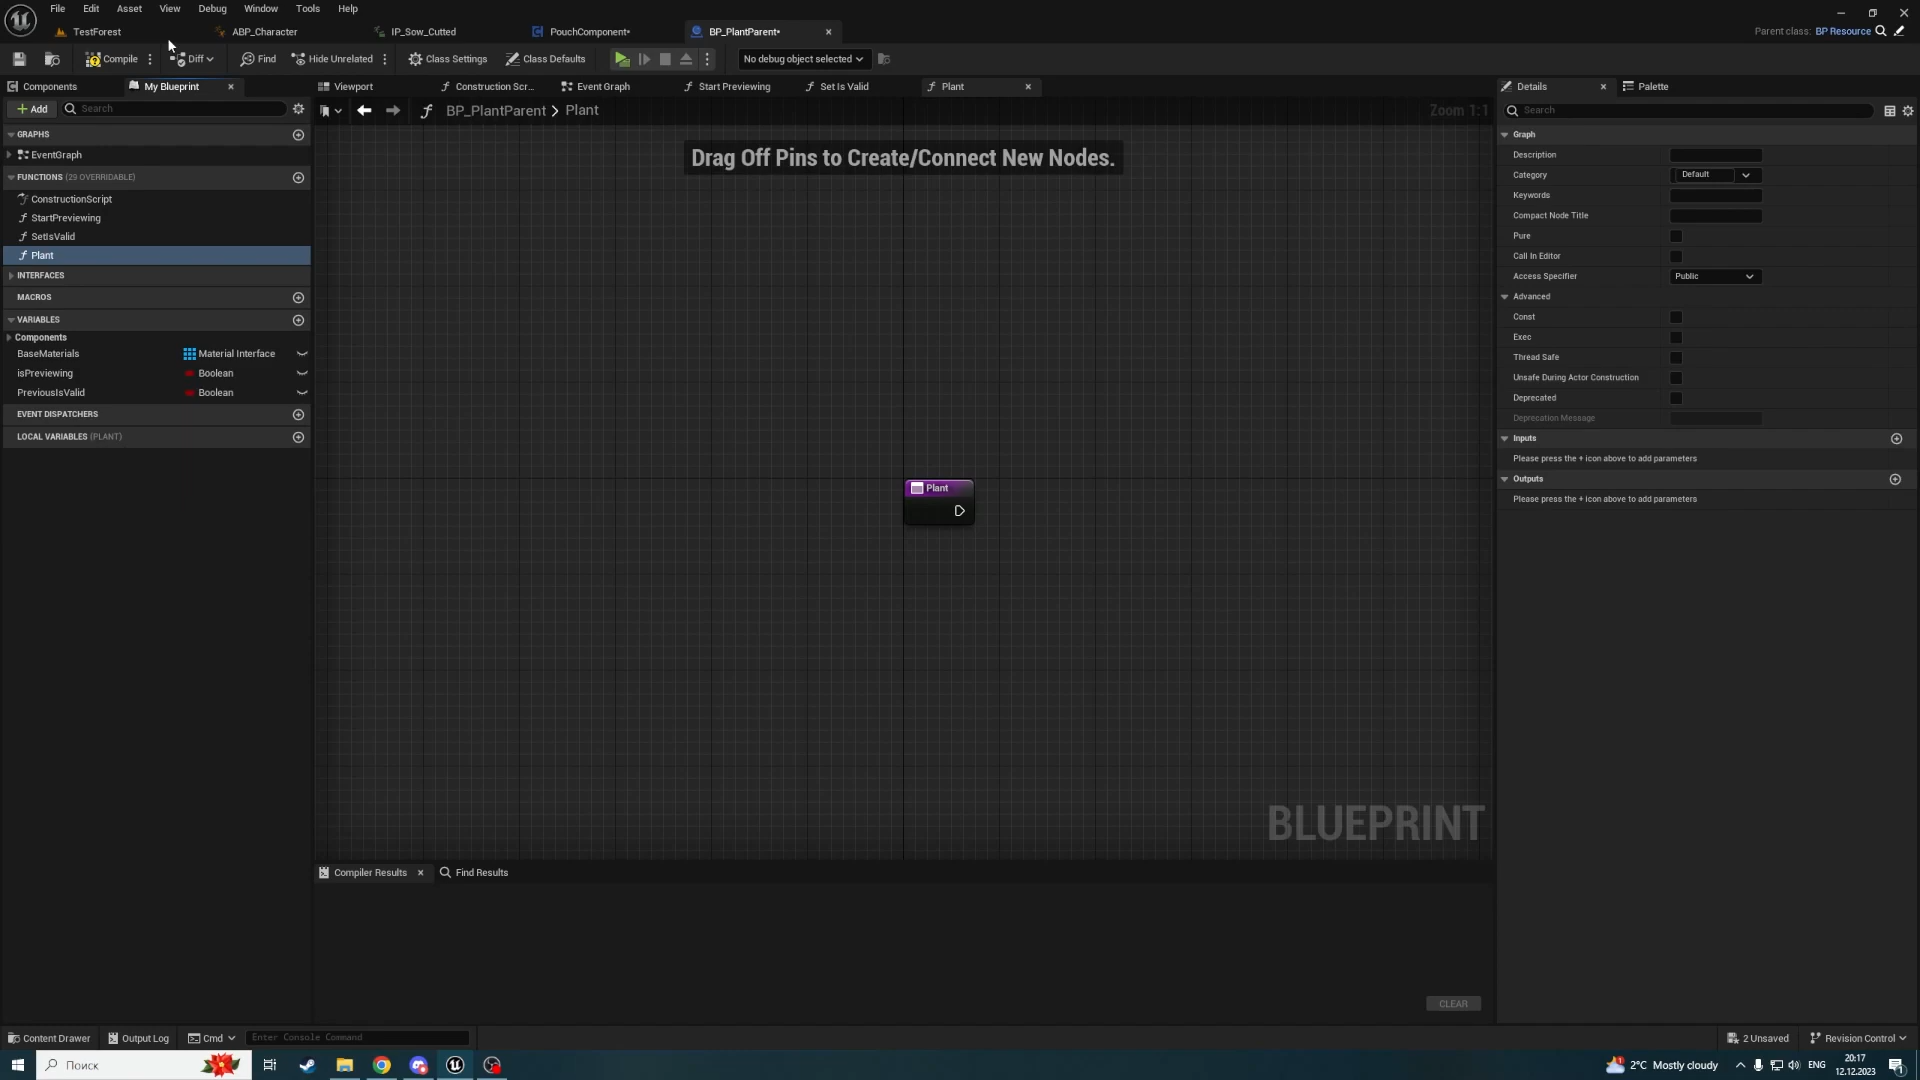 File Edit Asset View Debug Window Tools Help
TestForest ABP_Character IP_Sow_Cutted PouchComponent* BP_PlantParent* Parent class: BP Resource
Compile Diff Find Hide Unrelated Class Settings Class Defaults No debug object selected
Components My Blueprint Viewport Construction Scr... Event Graph Start Previewing Set Is Valid Plant Details Palette
Add Search BP_PlantParent > Plant Zoom 1:1 Search
GRAPHS
EventGraph
FUNCTIONS (29 OVERRIDABLE)
ConstructionScript
StartPreviewing
SetIsValid
Plant
INTERFACES
MACROS
VARIABLES
Components
BaseMaterials Material Interface
isPreviewing Boolean
PreviousIsValid Boolean
EVENT DISPATCHERS
LOCAL VARIABLES (PLANT)
Drag Off Pins to Create/Connect New Nodes.
Plant
BLUEPRINT
Graph
Description
Category Default
Keywords
Compact Node Title
Pure
Call In Editor
Access Specifier Public
Advanced
Const
Exec
Thread Safe
Unsafe During Actor Construction
Deprecated
Deprecation Message
Inputs
Please press the + icon above to add parameters
Outputs
Please press the + icon above to add parameters
Compiler Results Find Results
CLEAR
Content Drawer Output Log Cmd Enter Console Command 2 Unsaved Revision Control
Поиск 2°C Mostly cloudy ENG 20:17
12.12.2023